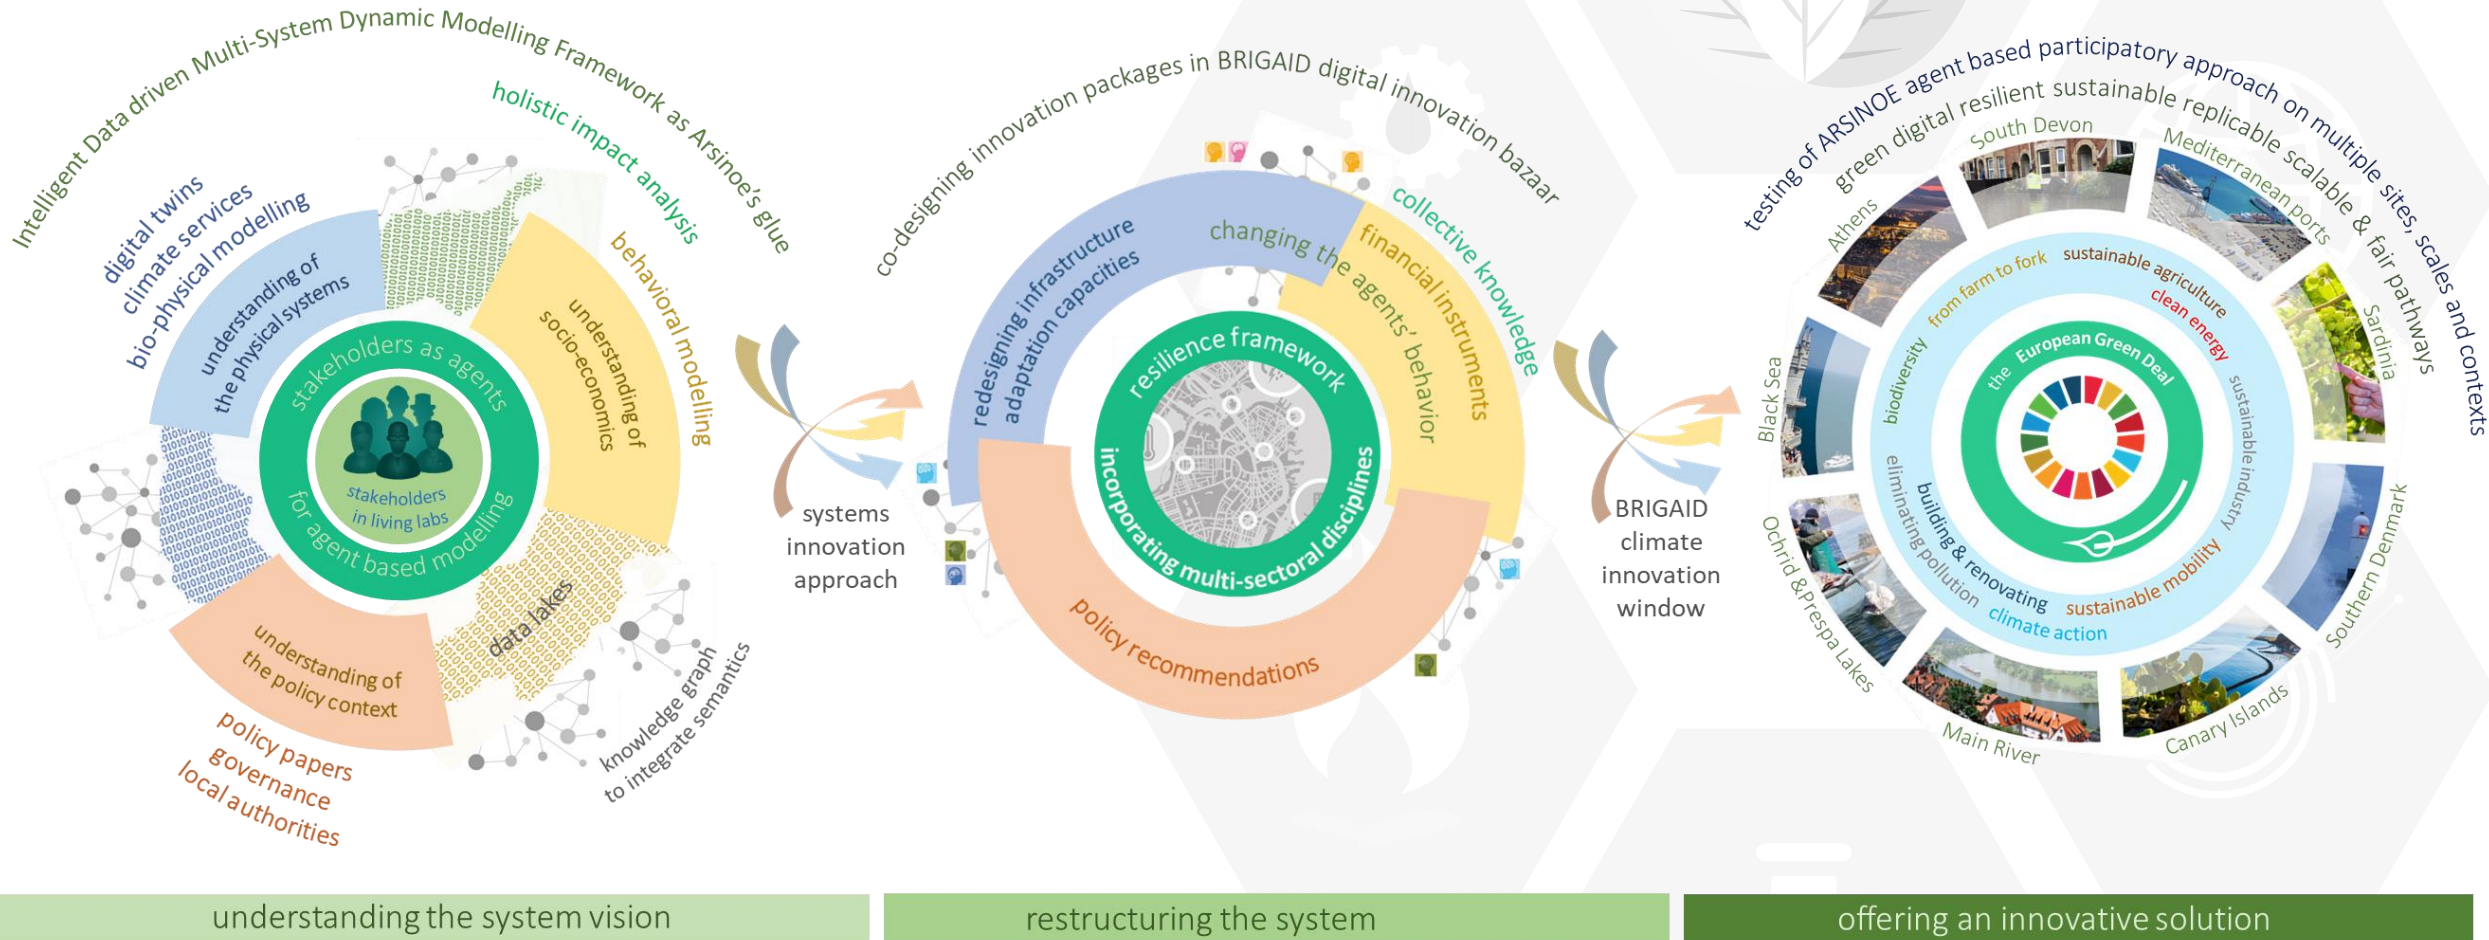 Intelligent Data driven Multi-System Dynamic Modelling Framework as Arsinoe's glue
holistic impact analysis
digital twins
climate services
bio-physical modelling
understanding of
the physical systems
behavioral modelling
understanding of
socio-economics
stakeholders as agents
for agent based modelling
stakeholders
in living labs
data lakes
knowledge graph
to integrate semantics
understanding of
the policy context
policy papers
governance
local authorities
understanding the system vision
systems
innovation
approach
co-designing innovation packages in BRIGAID digital innovation bazaar
collective knowledge
redesigning infrastructure
adaptation capacities
changing the agents' behavior
financial instruments
resilience framework
incorporating multi-sectoral disciplines
policy recommendations
restructuring the system
BRIGAID
climate
innovation
window
testing of ARSINOE agent based participatory approach on multiple sites, scales and contexts
green digital resilient sustainable replicable scalable & fair pathways
Athens
South Devon
Mediterranean ports
Sardinia
Southern Denmark
Canary Islands
Main River
Ochrid &Prespa Lakes
Black Sea
biodiversity
from farm to fork
sustainable agriculture
clean energy
sustainable industry
sustainable mobility
climate action
building & renovating
eliminating pollution
the European Green Deal
offering an innovative solution